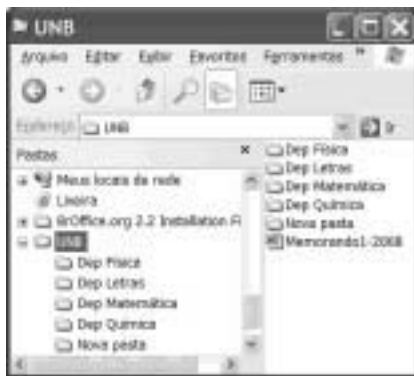 UNB
Arquivo Editar Exibir Favoritos Ferramentas »
Endereço UNB Ir
Pastas x
Meus locais de rede
Lixeira
BrOffice.org 2.2 Installation Fi
UNB
Dep Física
Dep Letras
Dep Matemática
Dep Química
Nova pasta
Dep Física
Dep Letras
Dep Matemática
Dep Química
Nova pasta
Memorando1-2008